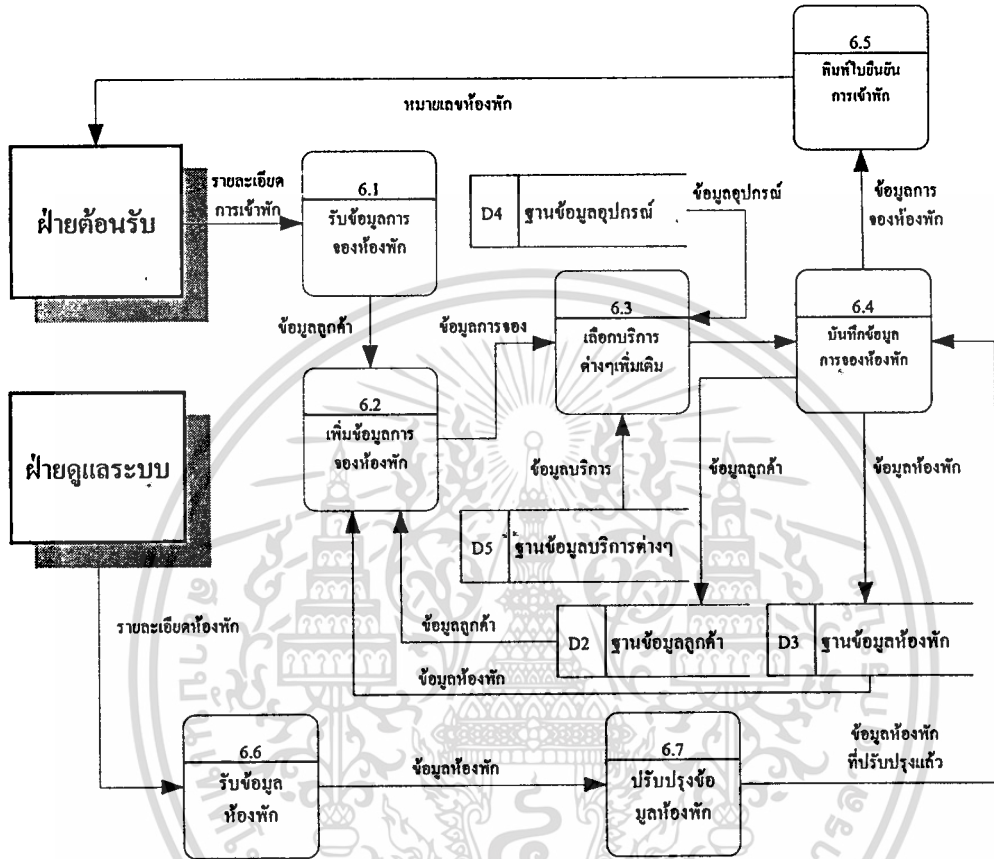 6.5
พิมพ์ใบยืนยัน
การเข้าพัก
หมายเลขห้องพัก
ฝ่ายต้อนรับ
รายละเอียด
การเข้าพัก
6.1
รับข้อมูลการ
จองห้องพัก
D4
ฐานข้อมูลอุปกรณ์
ข้อมูลอุปกรณ์
ข้อมูลการ
จองห้องพัก
ข้อมูลลูกค้า
ข้อมูลการจอง
6.3
เลือกบริการ
ต่างๆเพิ่มเติม
6.4
บันทึกข้อมูล
การจองห้องพัก
ฝ่ายดูแลระบบ
6.2
เพิ่มข้อมูลการ
จองห้องพัก
ข้อมูลบริการ
ข้อมูลลูกค้า
ข้อมูลห้องพัก
D5
ฐานข้อมูลบริการต่างๆ
รายละเอียดห้องพัก
ข้อมูลลูกค้า
D2
ฐานข้อมูลลูกค้า
D3
ฐานข้อมูลห้องพัก
ข้อมูลห้องพัก
6.6
รับข้อมูล
ห้องพัก
ข้อมูลห้องพัก
6.7
ปรับปรุงข้อ
มูลห้องพัก
ข้อมูลห้องพัก
ที่ปรับปรุงแล้ว